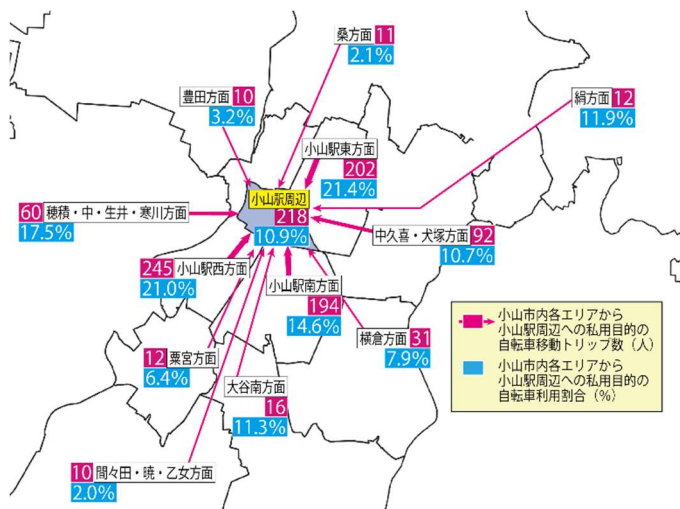 桑方面 11
2.1%
豊田方面 10
3.2%
絹方面 12
11.9%
小山駅東方面
202
21.4%
小山駅周辺
218
10.9%
60 穂積・中・生井・寒川方面
17.5%
中久喜・犬塚方面 92
10.7%
245 小山駅西方面
21.0%
小山駅南方面
194
14.6%
横倉方面 31
7.9%
12 粟宮方面
6.4%
大谷南方面
16
11.3%
10 間々田・暁・乙女方面
2.0%
小山市内各エリアから
小山駅周辺への私用目的の
自転車移動トリップ数（人）
小山市内各エリアから
小山駅周辺への私用目的の
自転車利用割合（%）